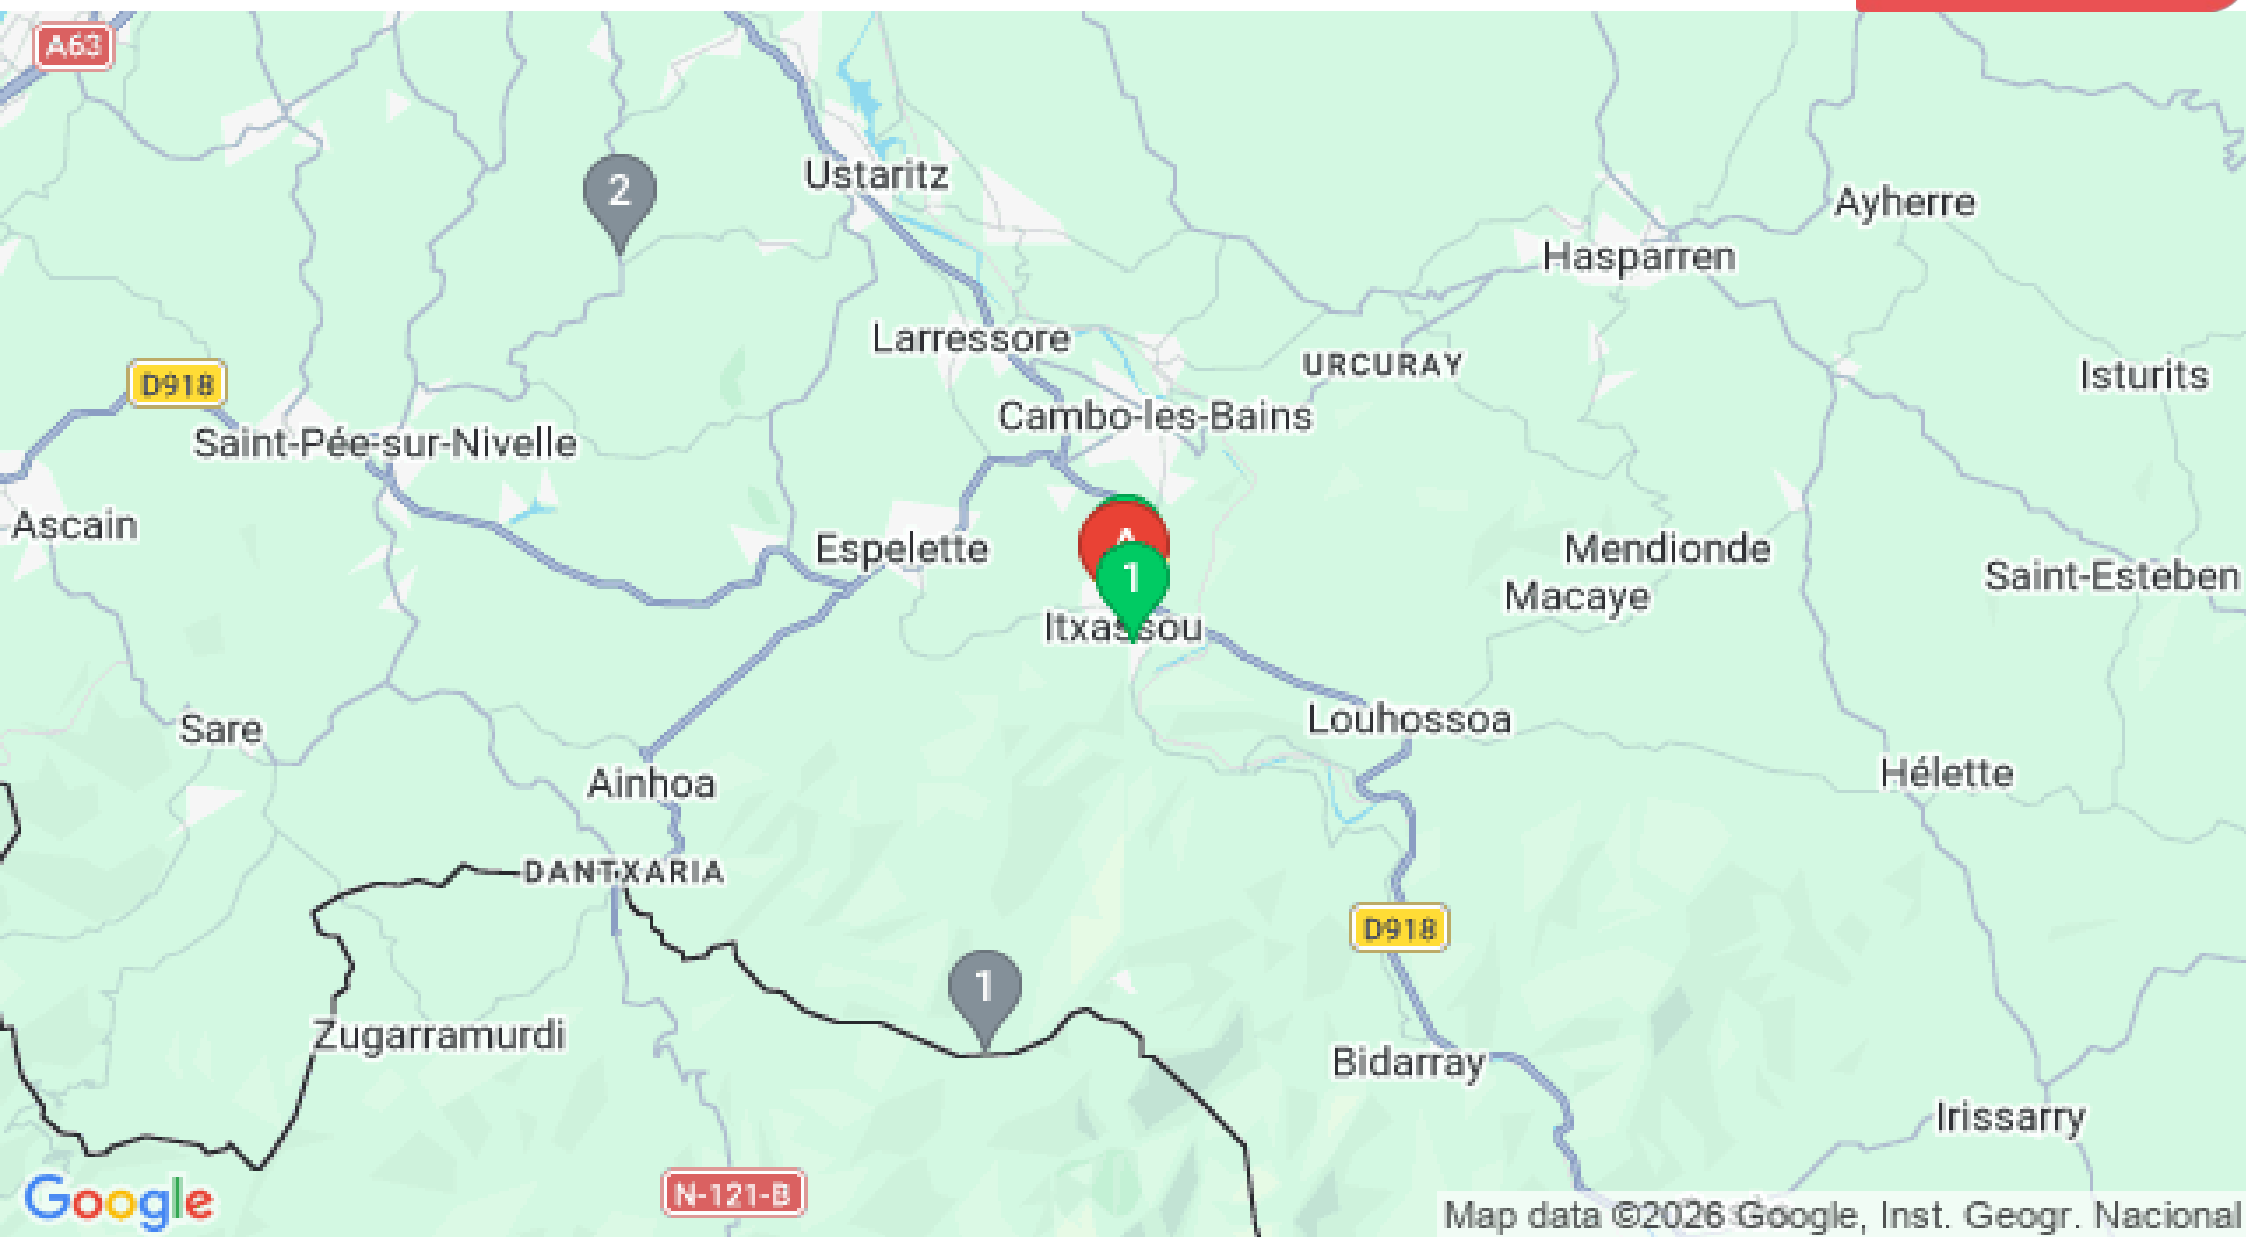 A63
2
Ustaritz
Ayherre
Hasparren
Larressore
URCURAY
D918
Isturits
Cambo-les-Bains
Saint-Pée-sur-Nivelle
Ascain
Espelette
A
1
Mendionde
Macaye
Saint-Esteben
Itxassou
Louhossoa
Sare
Ainhoa
Hélette
DANTXARIA
D918
1
Zugarramurdi
Bidarray
Irissarry
N-121-B
Google
Map data ©2026 Google, Inst. Geogr. Nacional